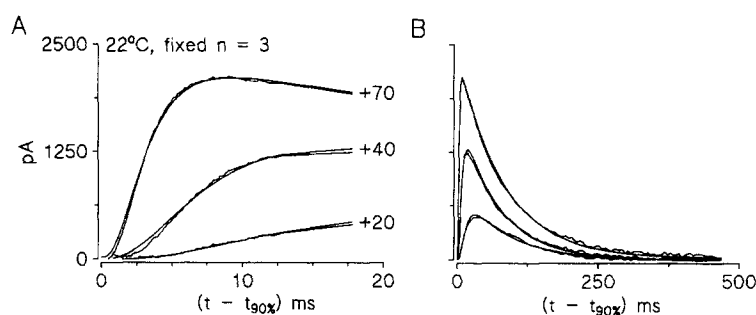 A
B
2500
22°C, fixed n = 3
+70
1250
+40
pA
+20
0
0
10
20
0
250
500
(t - t90%) ms
(t - t90%) ms